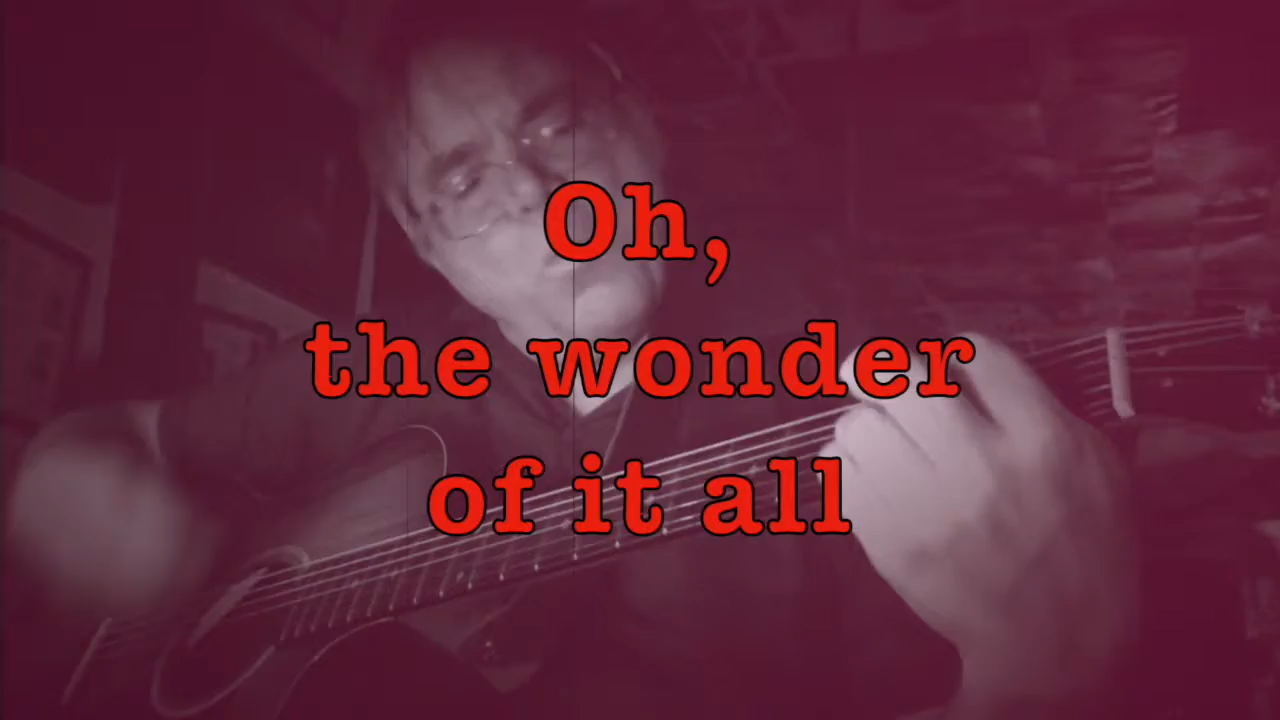 Oh,
the wonder
of it all